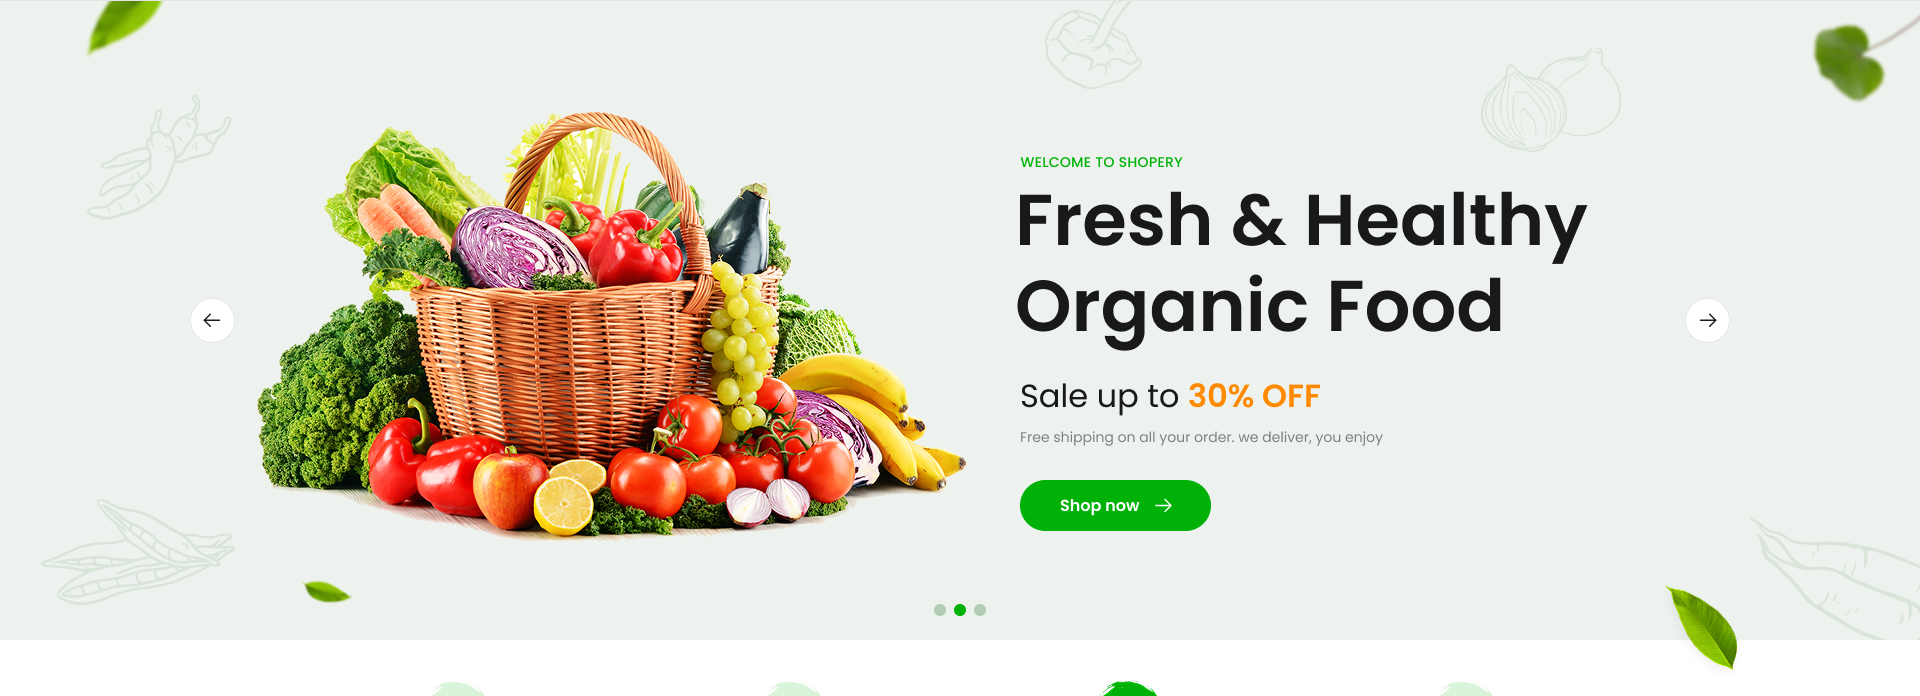 WELCOME TO SHOPERY
Fresh & Healthy
Organic Food
Sale up to 30% OFF
Free shipping on all your order. we deliver, you enjoy
Shop now